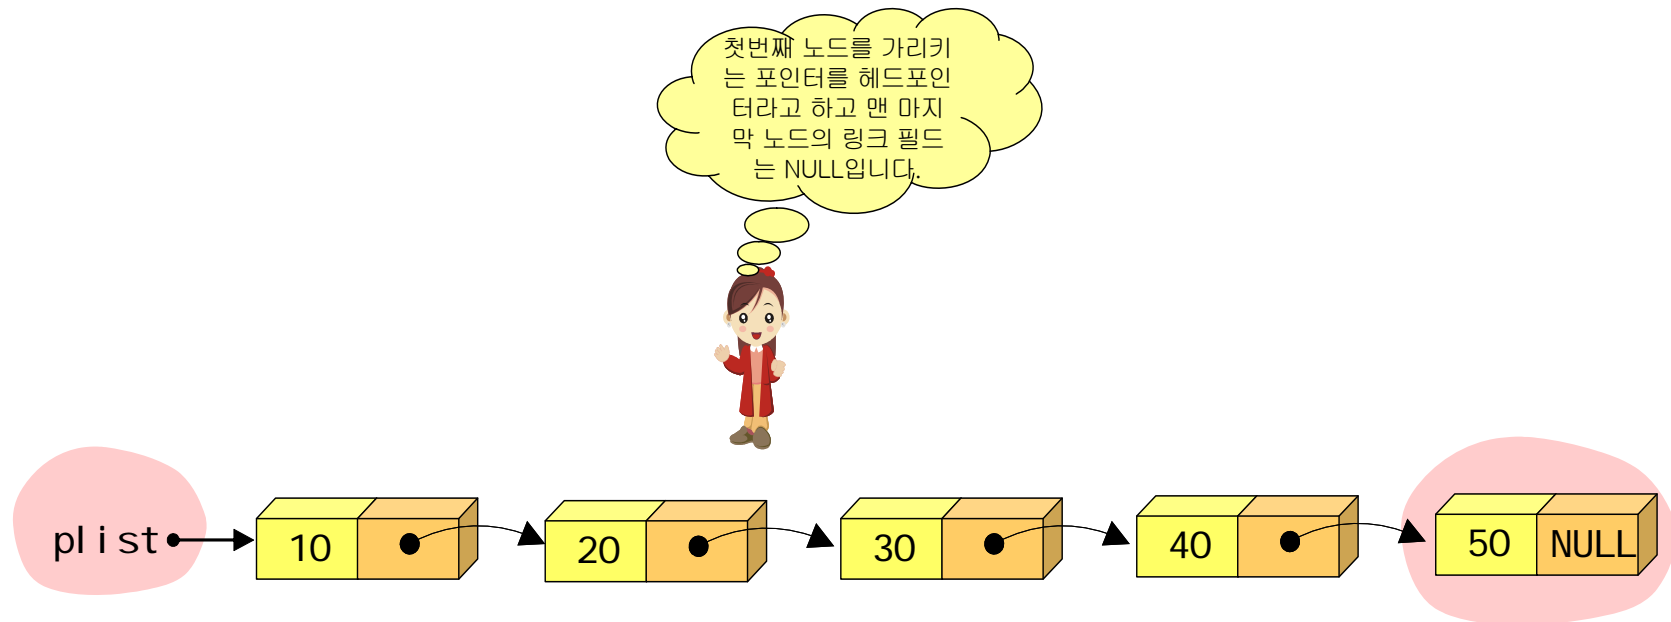 첫번째 노드를 가리키
는 포인터를 헤드포인
터라고 하고 맨 마지
막 노드의 링크 필드
는 NULL입니다.
plist
10
20
30
40
50 NULL